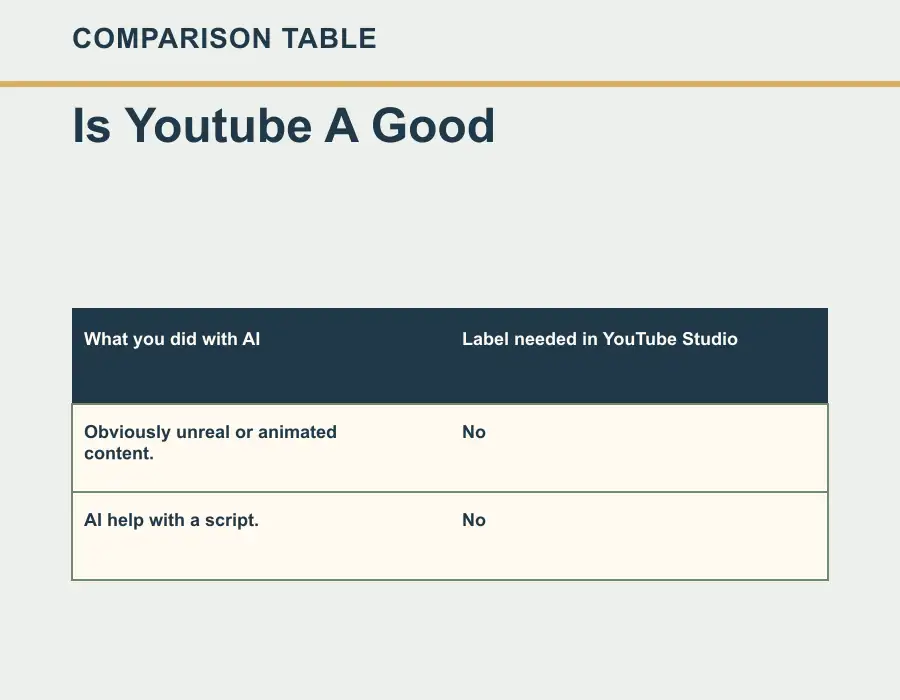 COMPARISON TABLE
Is Youtube A Good
What you did with AI
Label needed in YouTube Studio
Obviously unreal or animated
content.
No
AI help with a script.
No